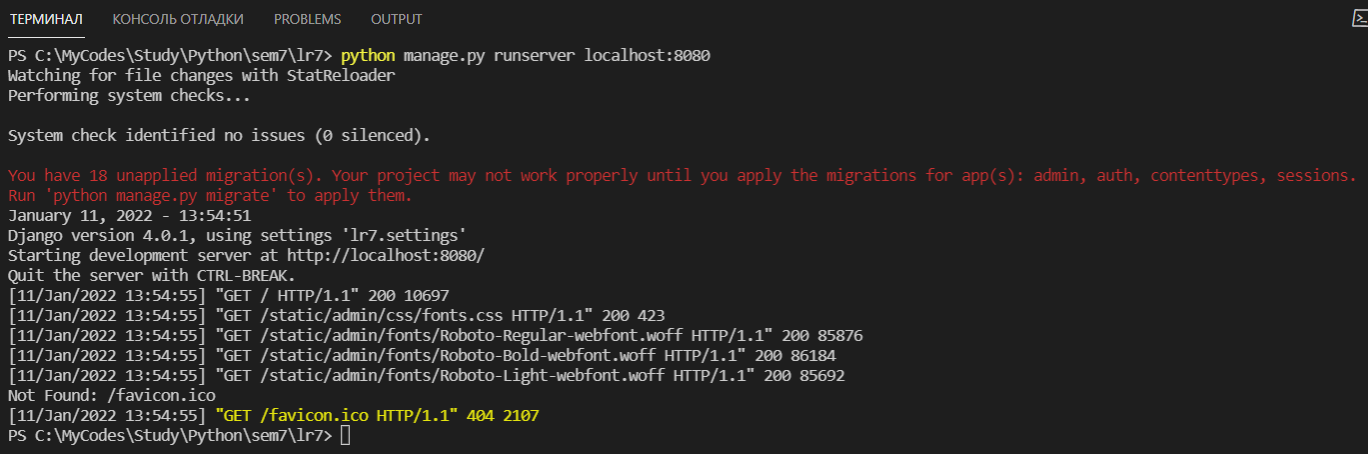 ТЕРМИНАЛ КОНСОЛЬ ОТЛАДКИ PROBLEMS OUTPUT
PS C:\MyCodes\Study\Python\sem7\lr7> python manage.py runserver localhost:8080
Watching for file changes with StatReloader
Performing system checks...
System check identified no issues (0 silenced).
You have 18 unapplied migration(s). Your project may not work properly until you apply the migrations for app(s): admin, auth, contenttypes, sessions.
Run 'python manage.py migrate' to apply them.
January 11, 2022 - 13:54:51
Django version 4.0.1, using settings 'lr7.settings'
Starting development server at http://localhost:8080/
Quit the server with CTRL-BREAK.
[11/Jan/2022 13:54:55] "GET / HTTP/1.1" 200 10697
[11/Jan/2022 13:54:55] "GET /static/admin/css/fonts.css HTTP/1.1" 200 423
[11/Jan/2022 13:54:55] "GET /static/admin/fonts/Roboto-Regular-webfont.woff HTTP/1.1" 200 85876
[11/Jan/2022 13:54:55] "GET /static/admin/fonts/Roboto-Bold-webfont.woff HTTP/1.1" 200 86184
[11/Jan/2022 13:54:55] "GET /static/admin/fonts/Roboto-Light-webfont.woff HTTP/1.1" 200 85692
Not Found: /favicon.ico
[11/Jan/2022 13:54:55] "GET /favicon.ico HTTP/1.1" 404 2107
PS C:\MyCodes\Study\Python\sem7\lr7>